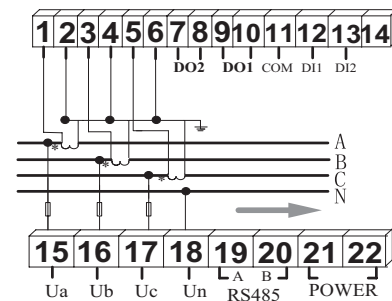 1 2 3 4 5 6 7 8 9 10 11 12 13 14
DO2 DO1 COM DI1 DI2
* * *
A
B
C
N
15 16 17 18 19 20 21 22
Ua Ub Uc Un A B POWER
RS485